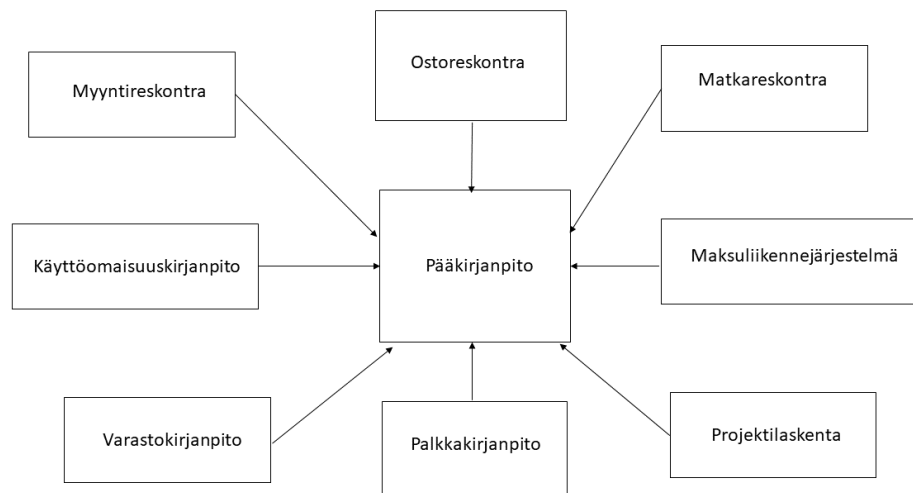 Ostoreskontra
Myyntireskontra
Matkareskontra
Käyttöomaisuuskirjanpito
Pääkirjanpito
Maksuliikennejärjestelmä
Varastokirjanpito
Palkkakirjanpito
Projektilaskenta